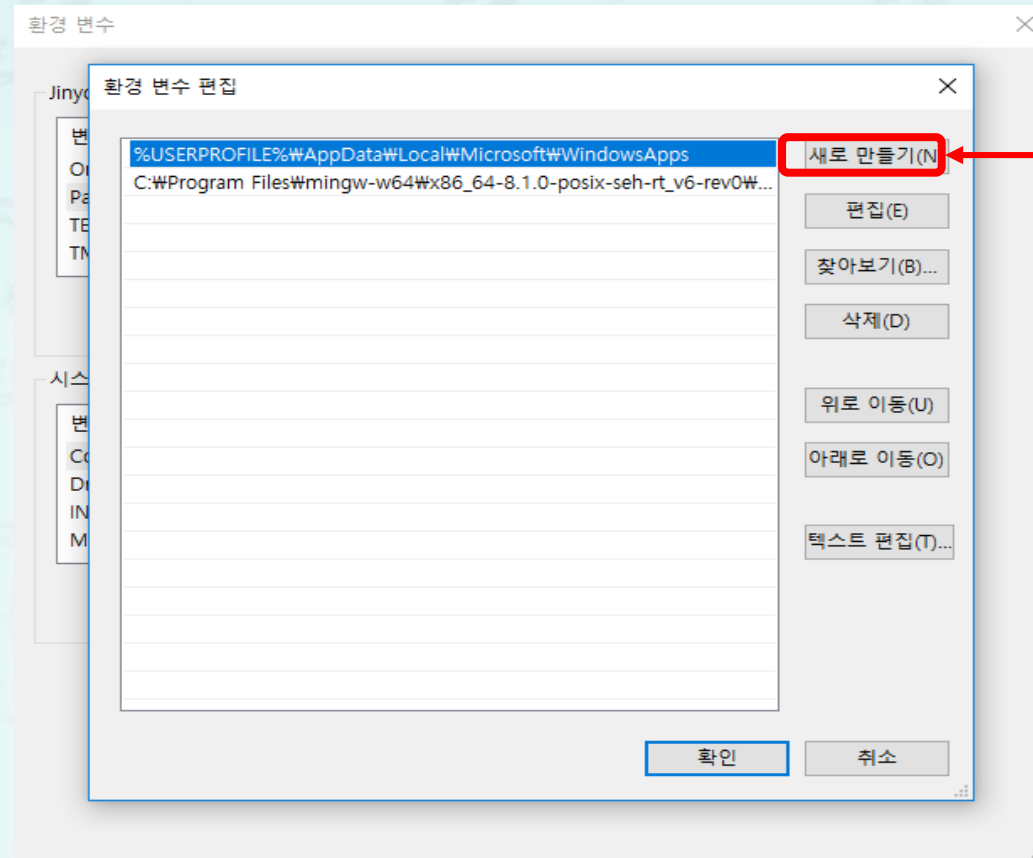 환경 변수
환경 변수 편집
%USERPROFILE%₩AppData₩Local₩Microsoft₩WindowsApps
C:₩Program Files₩mingw-w64₩x86_64-8.1.0-posix-seh-rt_v6-rev0₩...
새로 만들기(N
편집(E)
찾아보기(B)...
삭제(D)
위로 이동(U)
아래로 이동(O)
텍스트 편집(T)...
확인
취소